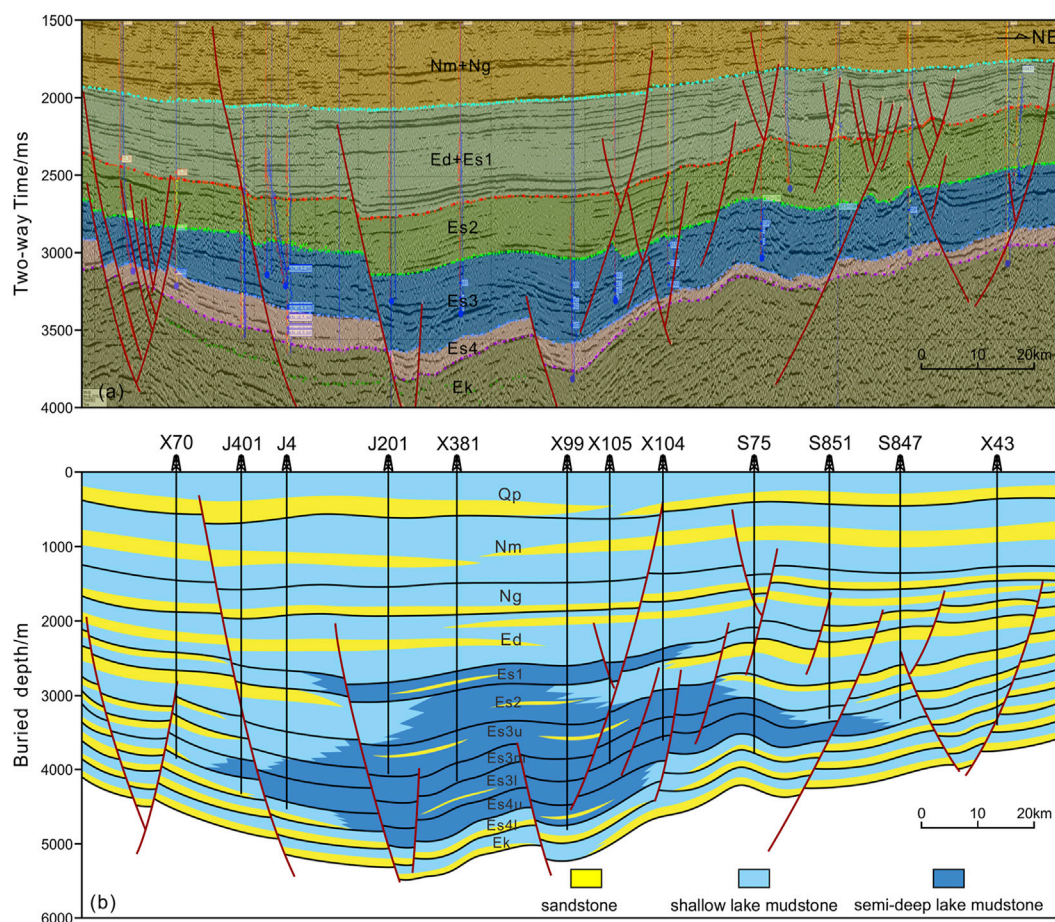 1500
NE
Nm+Ng
2000
Ed+Es1
2500
Es2
3000
Es3
3500
Es4
Ek
0 10 20km
(a)
4000
Two-way Time/ms
X70 J401 J4 J201 X381 X99 X105 X104 S75 S851 S847 X43
0
Qp
1000
Nm
Ng
2000
Ed
Es1
3000
Es2
Es3u
Es3m
4000
Es3l
Es4u
Es4l
5000
Ek
0 10 20km
(b)
6000
Buried depth/m
sandstone
shallow lake mudstone
semi-deep lake mudstone